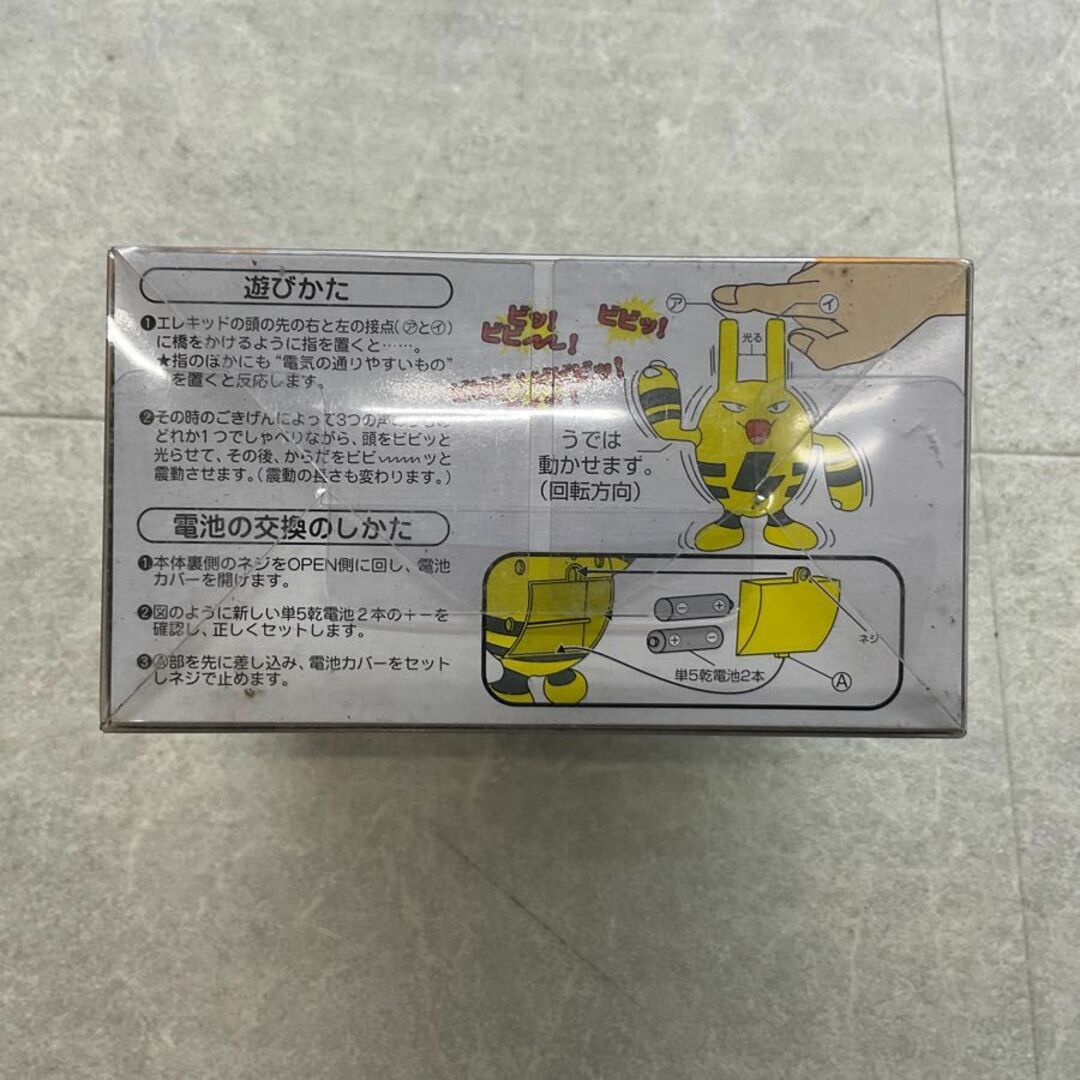 遊びかた
❶エレキッドの頭の先の右と左の接点(㋐と㋑)
に橋をかけるように指を置くと……。
★指のほかにも“電気の通りやすいもの”
を置くと反応します。
❷その時のごきげんによって3つの声
どれか1つでしゃべりながら、頭をビビッと
光らせて、その後、からだをビビ〰〰ッと
震動させます。(震動の長さも変わります。)
電池の交換のしかた
❶本体裏側のネジをOPEN側に回し、電池
カバーを開けます。
❷図のように新しい単5乾電池2本の+−を
確認し、正しくセットします。
❸Ⓐ部を先に差し込み、電池カバーをセット
しネジで止めます。
ビッ!
ビビ〜!
ビビッ!
㋐
㋑
光る
うでは
動かせます。
(回転方向)
− +
+ −
ネジ
単5乾電池2本
Ⓐ